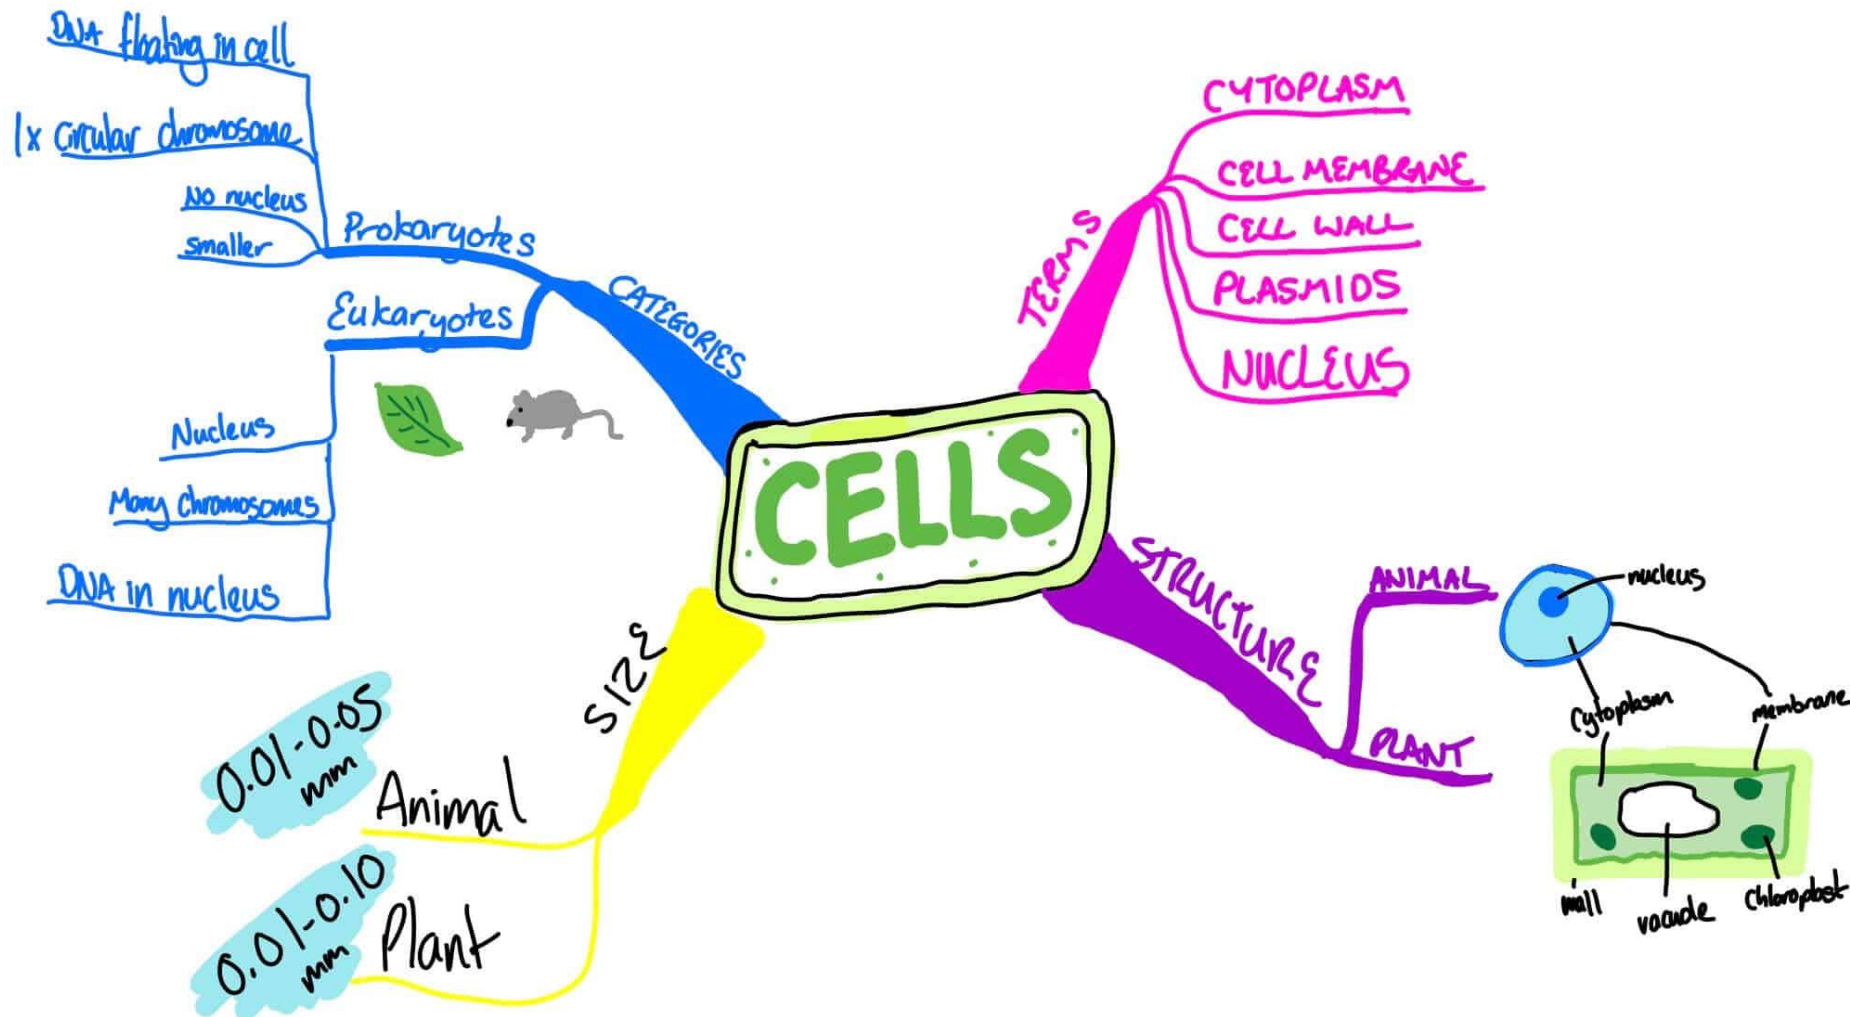 CELLS
CATEGORIES
Prokaryotes
DNA floating in cell
1x circular chromosome
No nucleus
smaller
Eukaryotes
Nucleus
Many chromosomes
DNA in nucleus
TERMS
CYTOPLASM
CELL MEMBRANE
CELL WALL
PLASMIDS
NUCLEUS
STRUCTURE
ANIMAL
nucleus
Cytoplasm
Membrane
PLANT
wall
vacuole
Chloroplast
SIZE
Animal
0.01-0.05
mm
Plant
0.01-0.10
mm